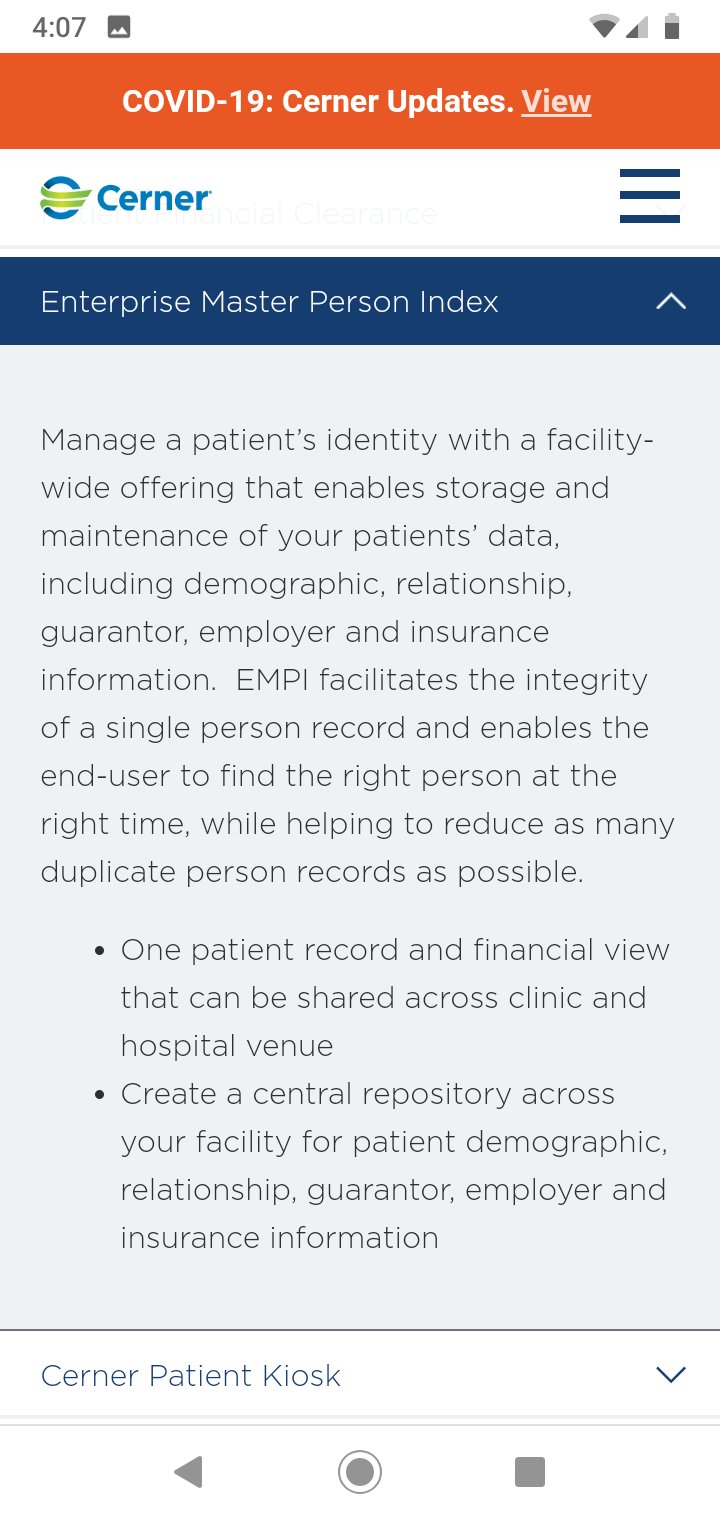 4:07
COVID-19: Cerner Updates. View
Cerner
Patient Financial Clearance
Enterprise Master Person Index
Manage a patient’s identity with a facility-
wide offering that enables storage and
maintenance of your patients’ data,
including demographic, relationship,
guarantor, employer and insurance
information.  EMPI facilitates the integrity
of a single person record and enables the
end-user to find the right person at the
right time, while helping to reduce as many
duplicate person records as possible.
• One patient record and financial view
that can be shared across clinic and
hospital venue
• Create a central repository across
your facility for patient demographic,
relationship, guarantor, employer and
insurance information
Cerner Patient Kiosk